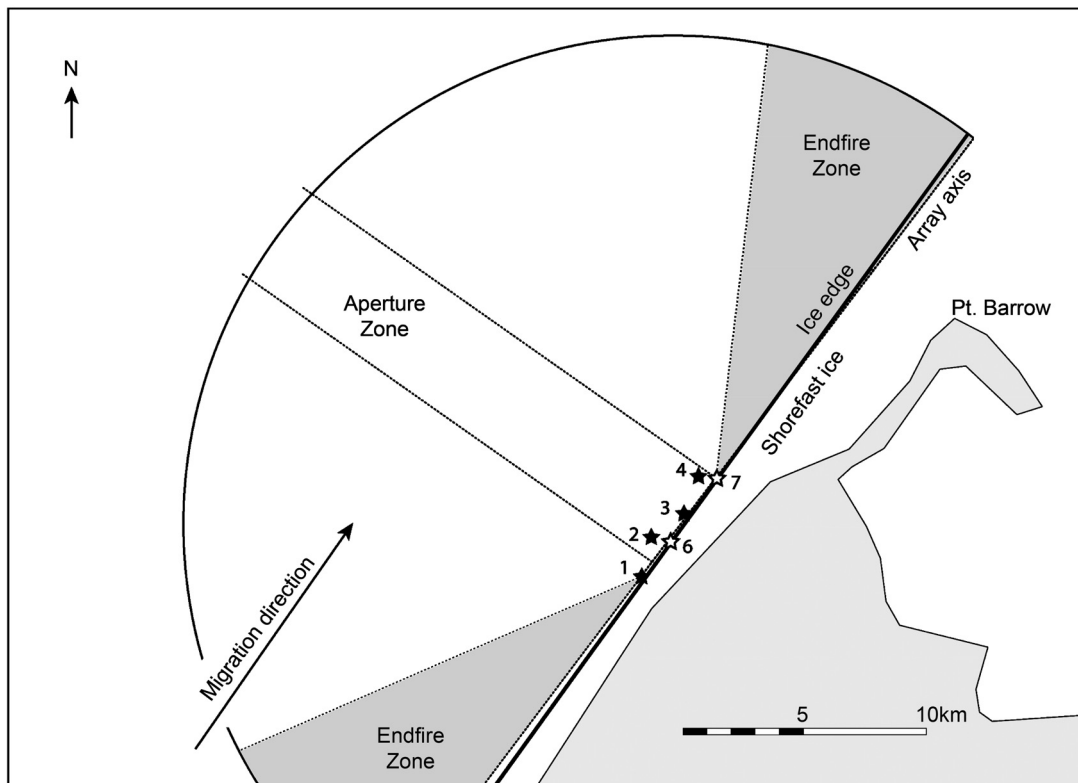 N
Endfire
Zone
Array axis
Ice edge
Aperture
Zone
Pt. Barrow
Shorefast ice
4
7
3
2
6
1
Migration direction
Endfire
Zone
5
10km